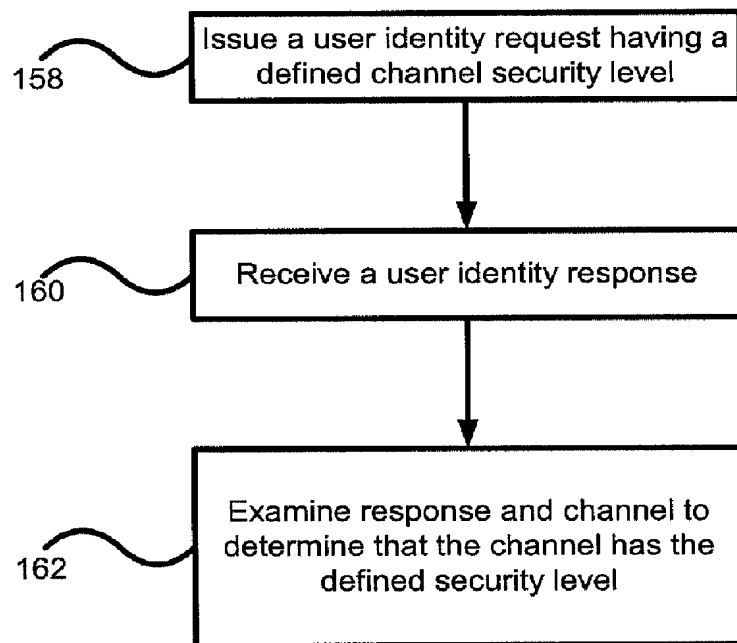 Issue a user identity request having a
defined channel security level
158
Receive a user identity response
160
Examine response and channel to
determine that the channel has the
defined security level
162